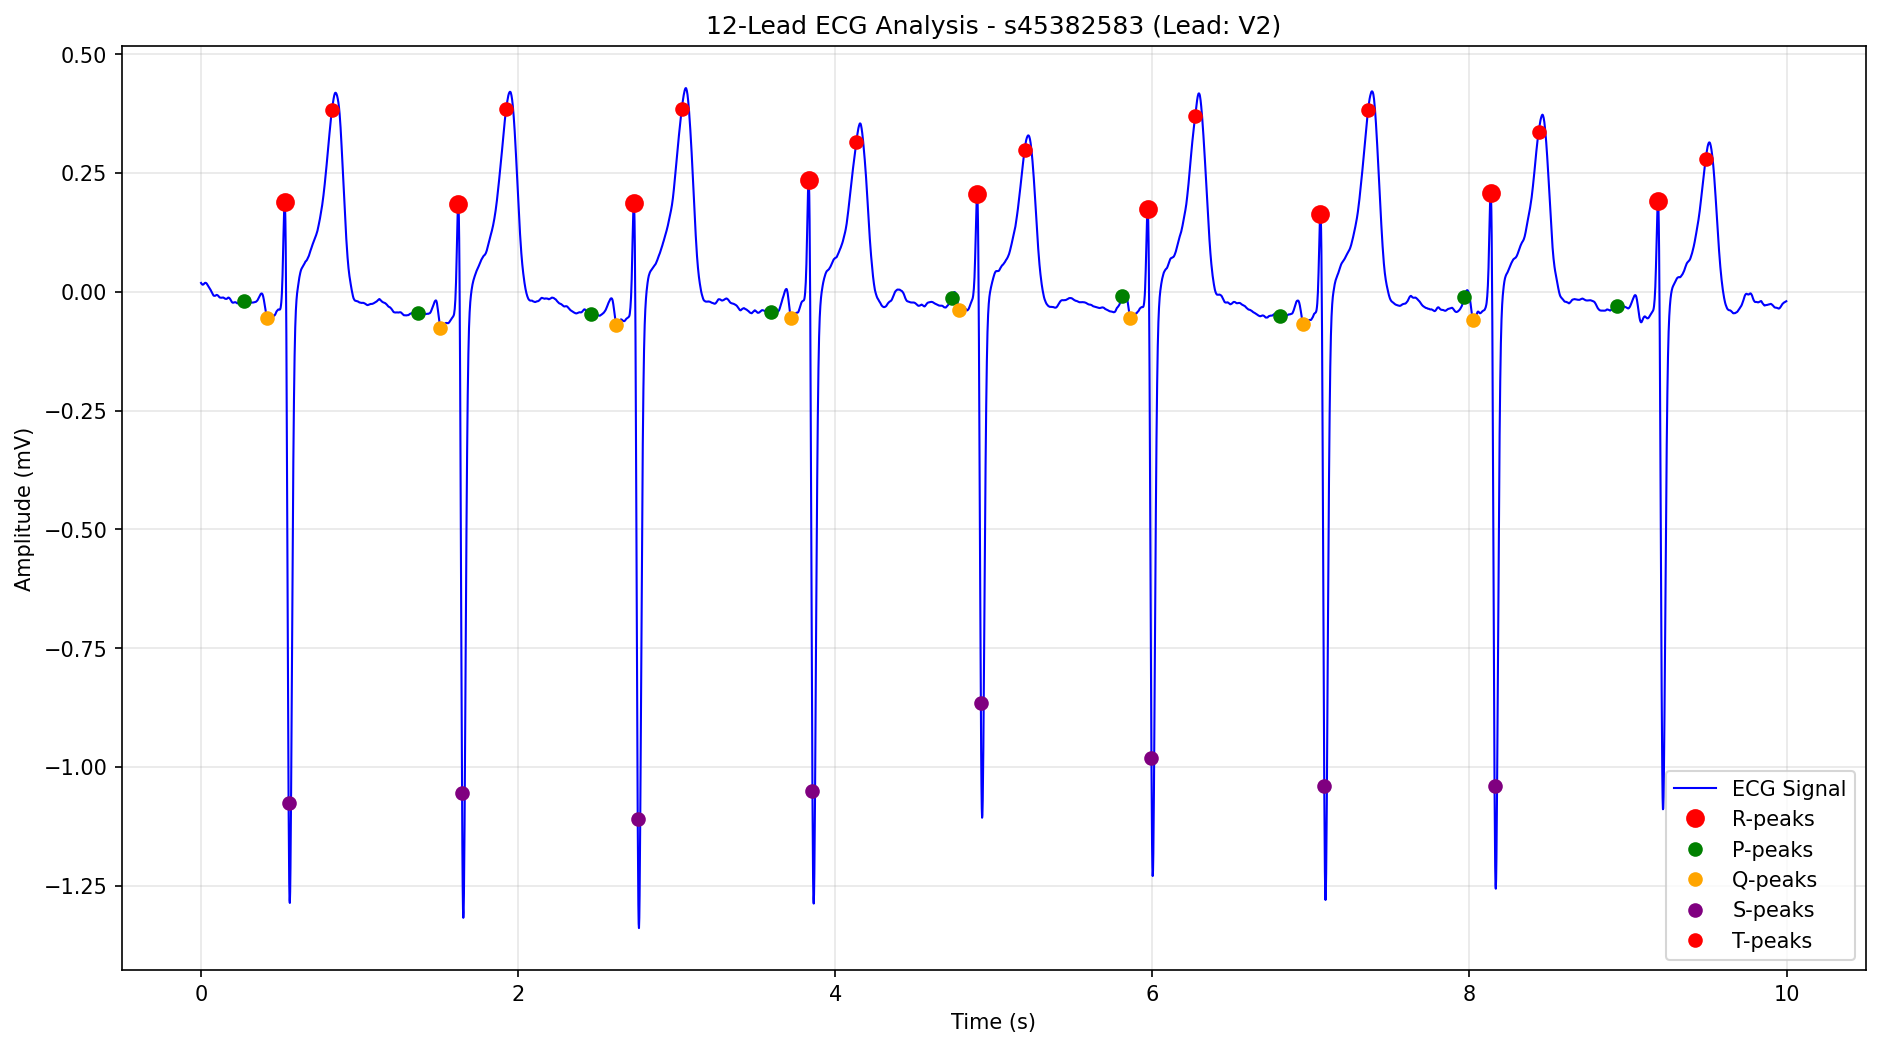 12-Lead ECG Analysis - s45382583 (Lead: V2)
0.50
0.25
0.00
−0.25
−0.50
−0.75
−1.00
−1.25
Amplitude (mV)
0 2 4 6 8 10
Time (s)
ECG Signal
R-peaks
P-peaks
Q-peaks
S-peaks
T-peaks